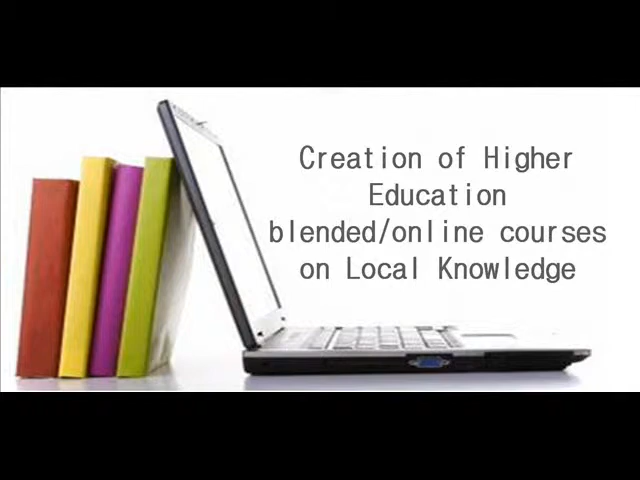 Creation of Higher
Education
blended/online courses
on Local Knowledge